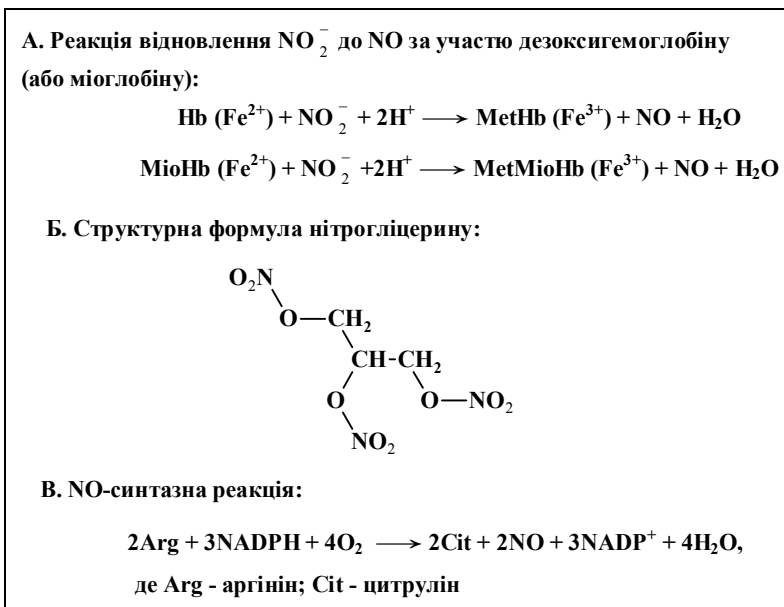 А. Реакція відновлення NO₂⁻ до NO за участю дезоксигемоглобіну
(або міоглобіну):
Hb (Fe²⁺) + NO₂⁻ + 2H⁺ ⟶ MetHb (Fe³⁺) + NO + H₂O
MioHb (Fe²⁺) + NO₂⁻ +2H⁺ ⟶ MetMioHb (Fe³⁺) + NO + H₂O
Б. Структурна формула нітрогліцерину:
O₂N
O—CH₂
CH-CH₂
O O—NO₂
NO₂
В. NO-синтазна реакція:
2Arg + 3NADPH + 4O₂ ⟶ 2Cit + 2NO + 3NADP⁺ + 4H₂O,
де Arg - аргінін; Cit - цитрулін